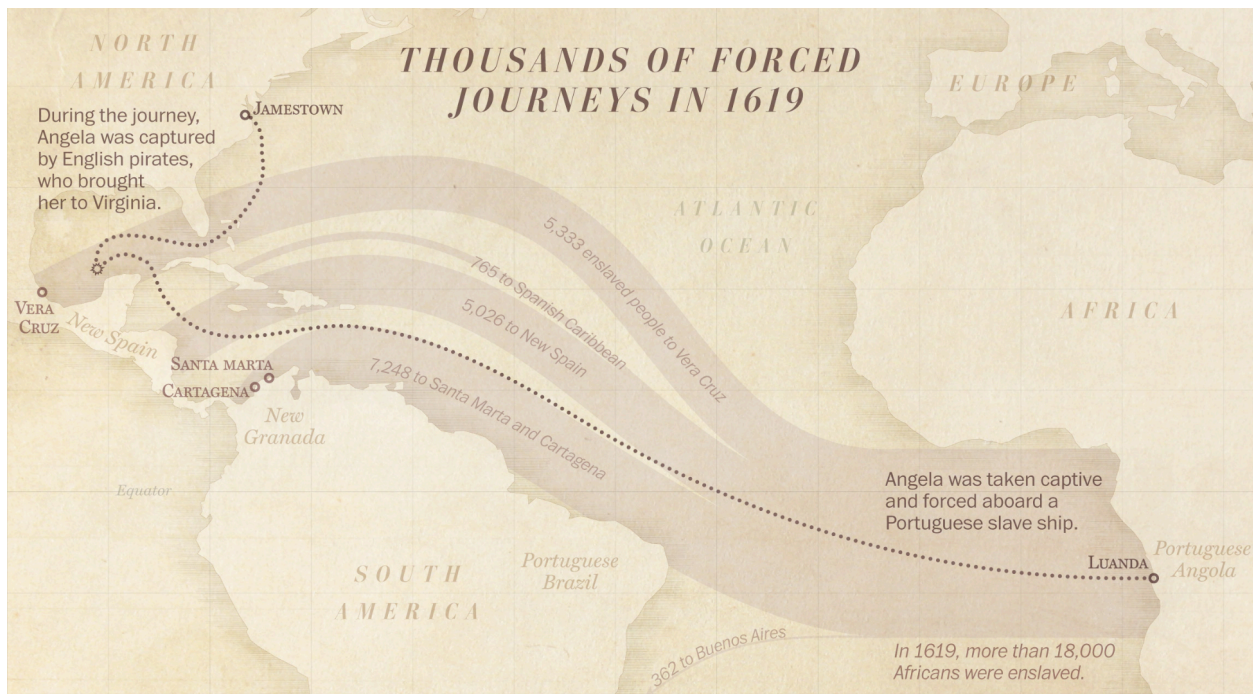 THOUSANDS OF FORCED
JOURNEYS IN 1619
NORTH
AMERICA
During the journey,
Angela was captured
by English pirates,
who brought
her to Virginia.
JAMESTOWN
EUROPE
ATLANTIC
OCEAN
AFRICA
5,333 enslaved people to Vera Cruz
765 to Spanish Caribbean
5,026 to New Spain
7,248 to Santa Marta and Cartagena
VERA
CRUZ
New Spain
SANTA MARTA
CARTAGENA
New
Granada
Equator
SOUTH
AMERICA
Portuguese
Brazil
Angela was taken captive
and forced aboard a
Portuguese slave ship.
LUANDA
Portuguese
Angola
362 to Buenos Aires
In 1619, more than 18,000
Africans were enslaved.